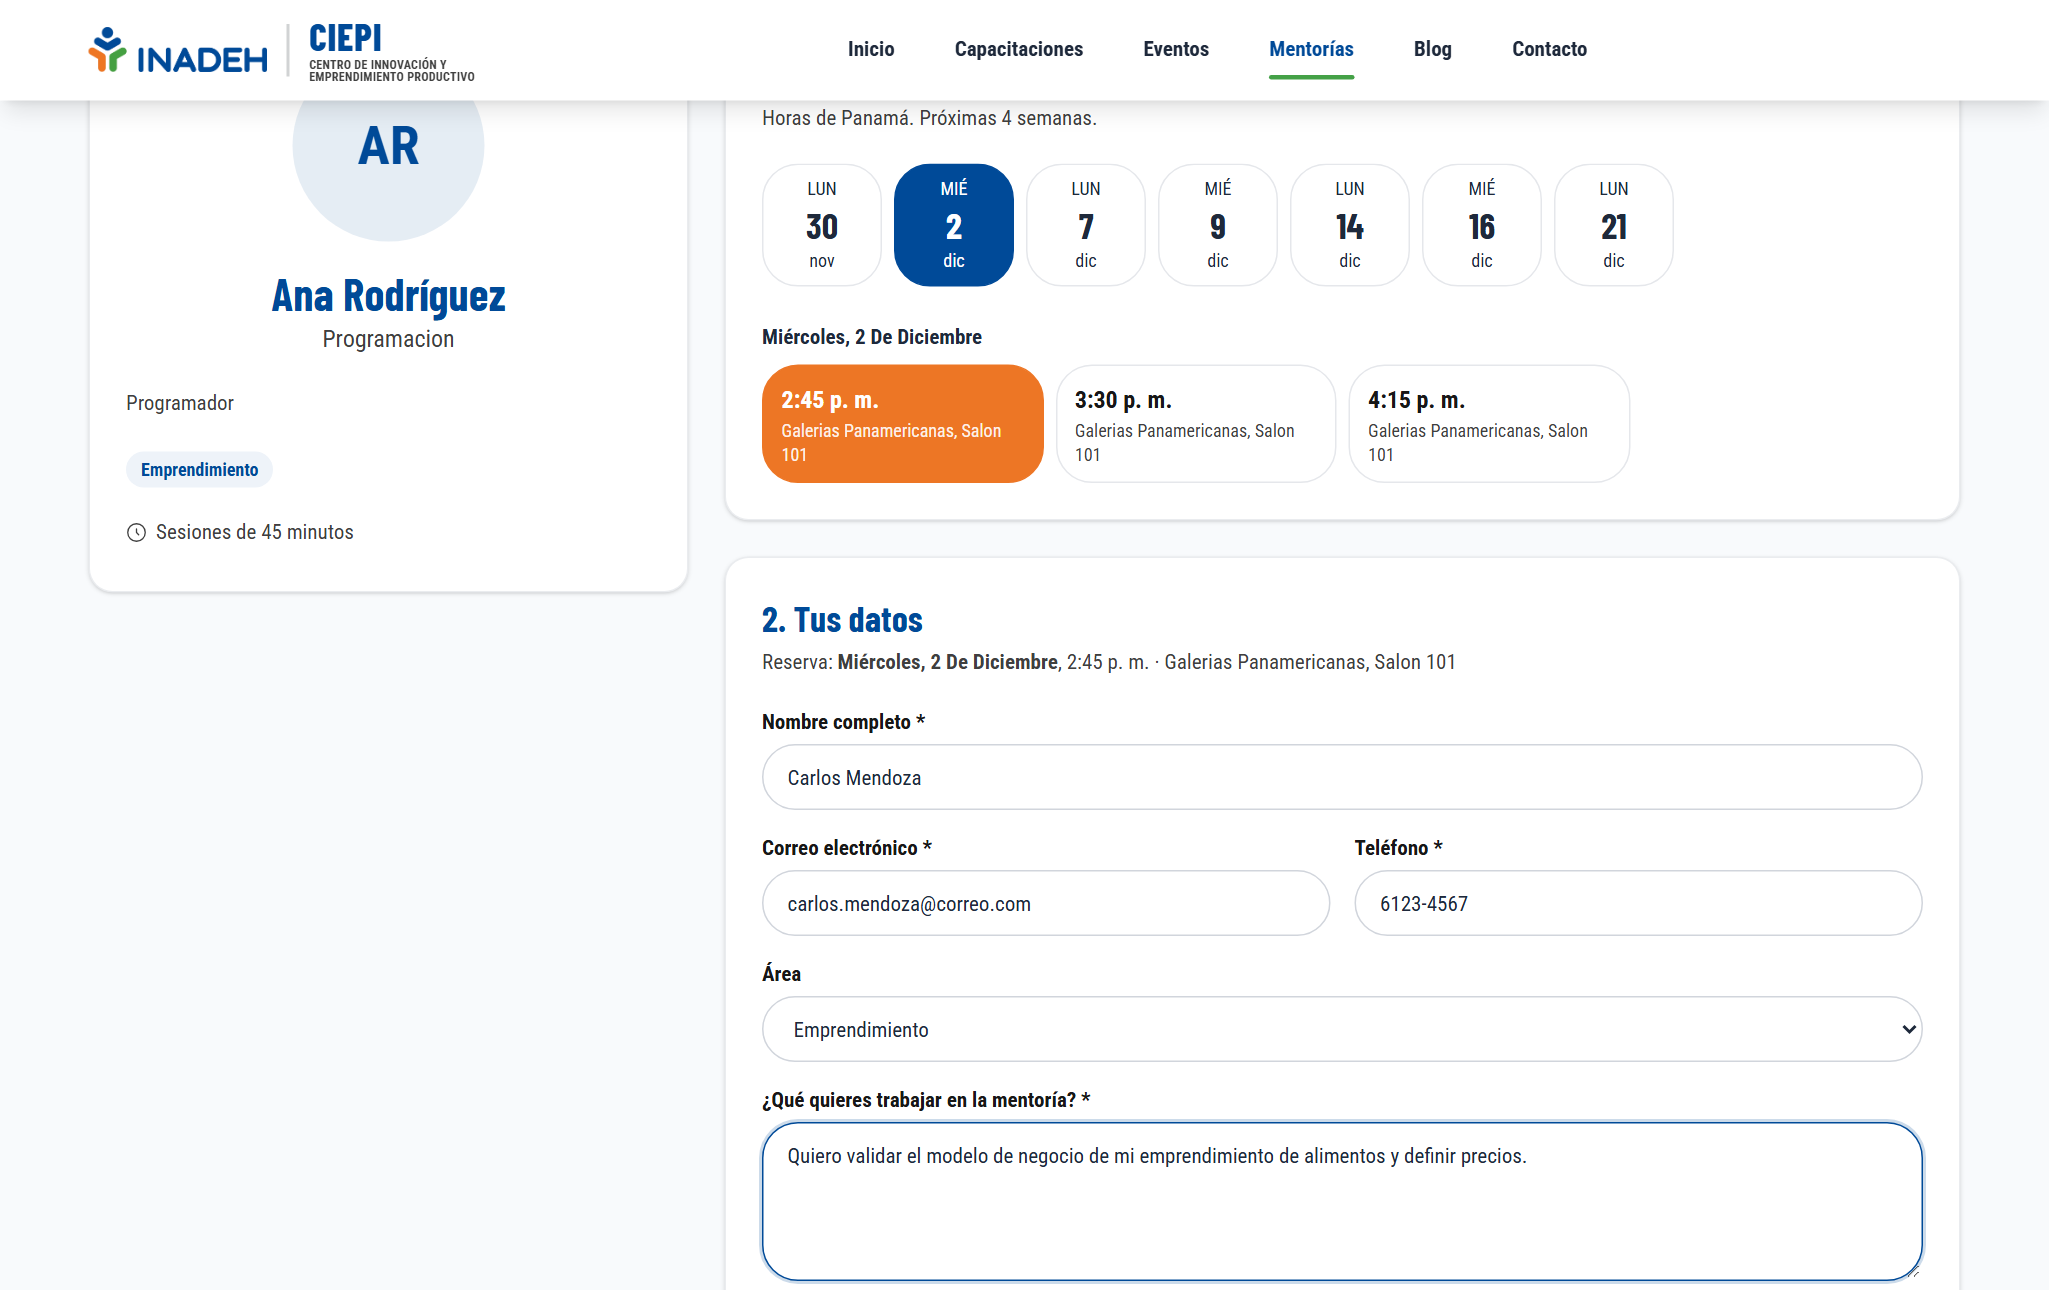 INADEH
CIEPI
CENTRO DE INNOVACIÓN Y
EMPRENDIMIENTO PRODUCTIVO
Inicio
Capacitaciones
Eventos
Mentorías
Blog
Contacto
AR
Ana Rodríguez
Programacion
Programador
Emprendimiento
Sesiones de 45 minutos
Horas de Panamá. Próximas 4 semanas.
LUN
30
nov
MIÉ
2
dic
LUN
7
dic
MIÉ
9
dic
LUN
14
dic
MIÉ
16
dic
LUN
21
dic
Miércoles, 2 De Diciembre
2:45 p. m.
Galerias Panamericanas, Salon
101
3:30 p. m.
Galerias Panamericanas, Salon
101
4:15 p. m.
Galerias Panamericanas, Salon
101
2. Tus datos
Reserva: Miércoles, 2 De Diciembre, 2:45 p. m. · Galerias Panamericanas, Salon 101
Nombre completo *
Carlos Mendoza
Correo electrónico *
carlos.mendoza@correo.com
Teléfono *
6123-4567
Área
Emprendimiento
¿Qué quieres trabajar en la mentoría? *
Quiero validar el modelo de negocio de mi emprendimiento de alimentos y definir precios.